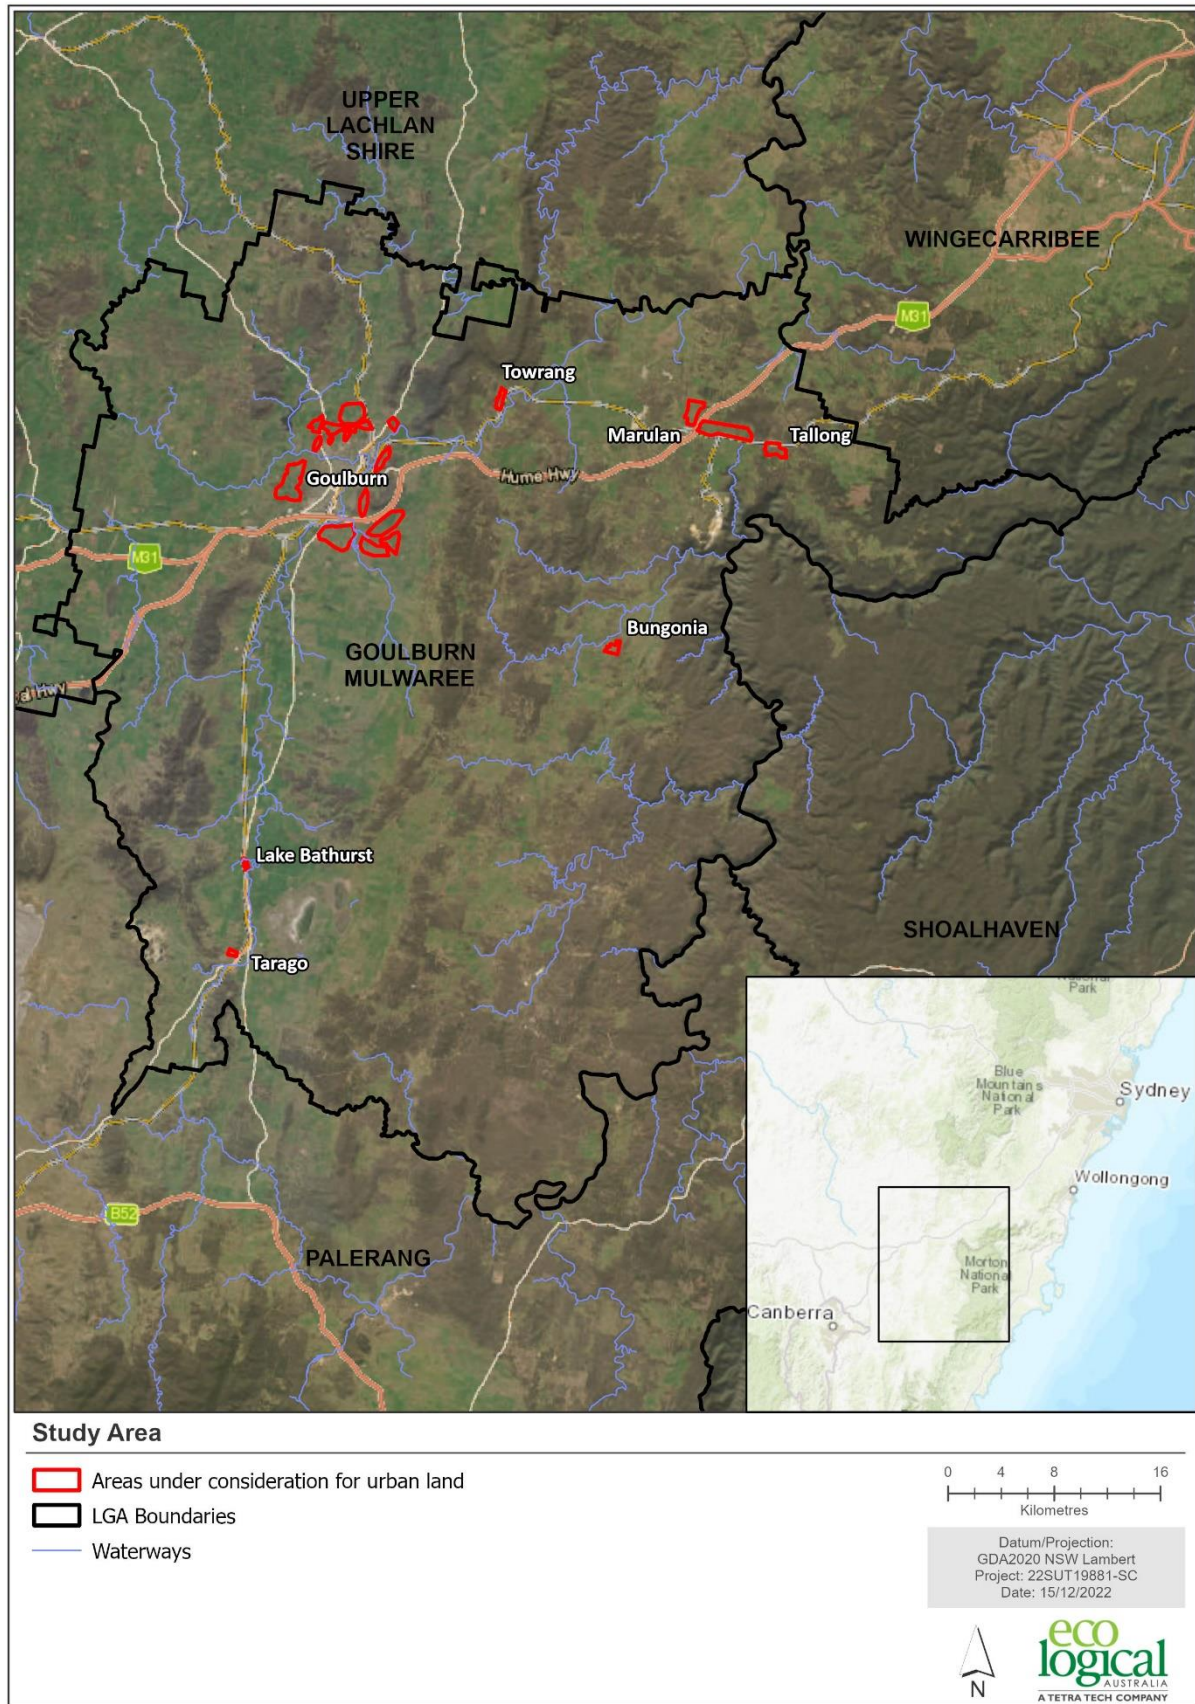 UPPER
LACHLAN
SHIRE
WINGECARRIBEE
M31
Towrang
Marulan
Tallong
Goulburn
Hume Hwy
M31
Bungonia
GOULBURN
MULWAREE
al Hwy
Lake Bathurst
SHOALHAVEN
Tarago
Park
Blue
Mountains
National
Park
Sydney
Wollongong
B52
PALERANG
Morton
National
Park
Canberra
Study Area
Areas under consideration for urban land
LGA Boundaries
Waterways
0 4 8 16
Kilometres
Datum/Projection:
GDA2020 NSW Lambert
Project: 22SUT19881-SC
Date: 15/12/2022
N
eco
logical
AUSTRALIA
A TETRA TECH COMPANY